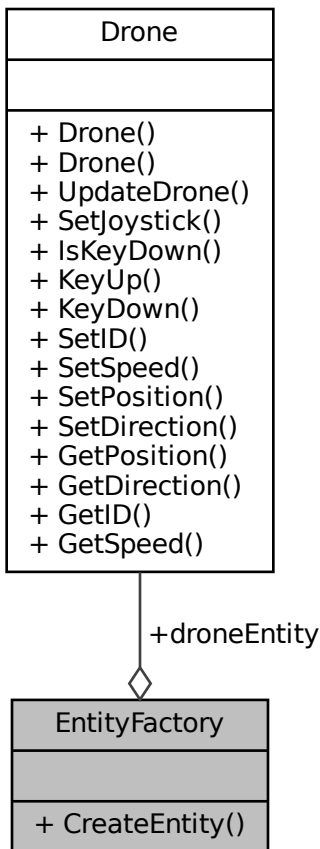 Drone
+ Drone()
+ Drone()
+ UpdateDrone()
+ SetJoystick()
+ IsKeyDown()
+ KeyUp()
+ KeyDown()
+ SetID()
+ SetSpeed()
+ SetPosition()
+ SetDirection()
+ GetPosition()
+ GetDirection()
+ GetID()
+ GetSpeed()
+droneEntity
EntityFactory
+ CreateEntity()